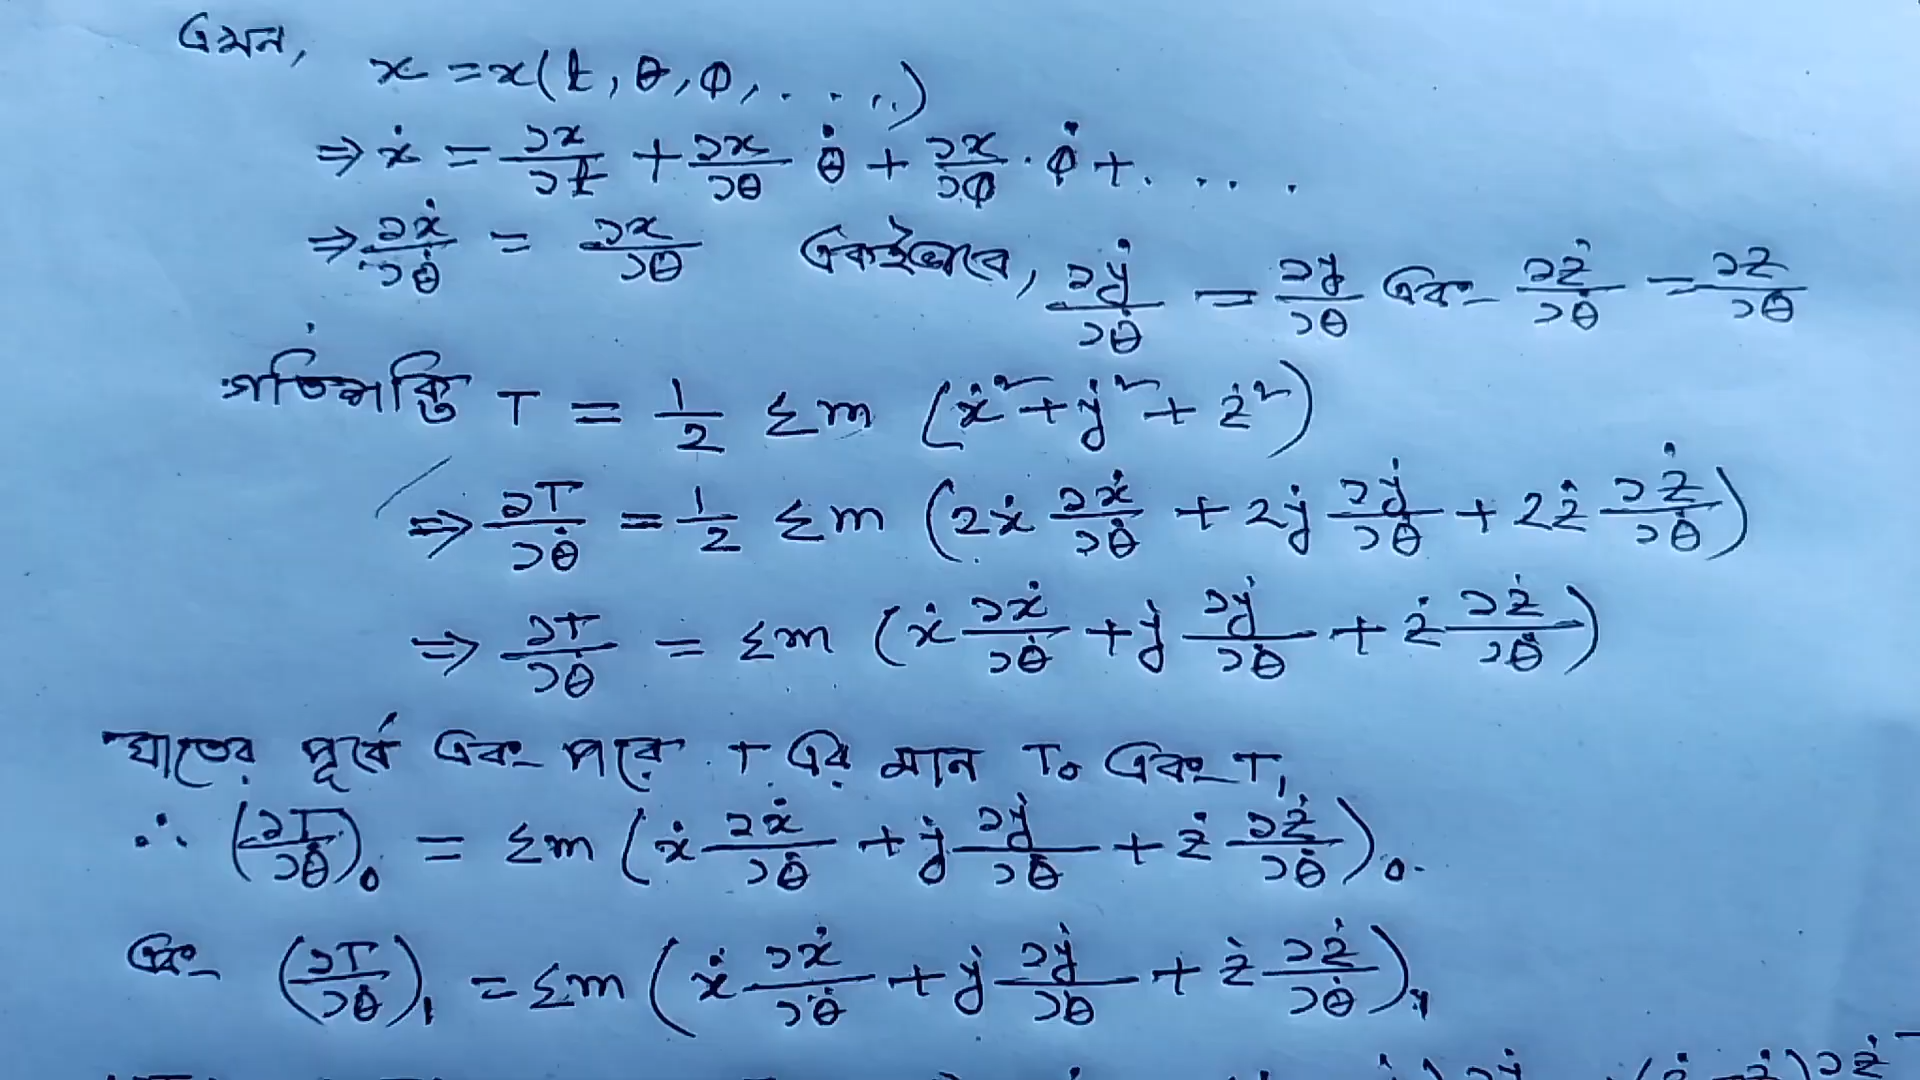 এখন,
x = x(t, θ, φ, . . . . .)
⇒ ẋ = ∂x/∂t + ∂x/∂θ θ̇ + ∂x/∂φ · φ̇ + . . . .
⇒ ∂ẋ/∂θ̇ = ∂x/∂θ একইভাবে, ∂ẏ/∂θ̇ = ∂y/∂θ এবং ∂ż/∂θ̇ = ∂z/∂θ
গতিশক্তি T = 1/2 Σm (ẋ² + ẏ² + ż²)
⇒ ∂T/∂θ̇ = 1/2 Σm (2ẋ ∂ẋ/∂θ̇ + 2ẏ ∂ẏ/∂θ̇ + 2ż ∂ż/∂θ̇)
⇒ ∂T/∂θ̇ = Σm (ẋ ∂ẋ/∂θ̇ + ẏ ∂ẏ/∂θ̇ + ż ∂ż/∂θ̇)
ঘাতের পূর্বে এবং পরে T এর মান T₀ এবং T₁
∴ (∂T/∂θ̇)₀ = Σm (ẋ ∂ẋ/∂θ̇ + ẏ ∂ẏ/∂θ̇ + ż ∂ż/∂θ̇)₀.
এবং (∂T/∂θ̇)₁ = Σm (ẋ ∂ẋ/∂θ̇ + ẏ ∂ẏ/∂θ̇ + ż ∂ż/∂θ̇)₁